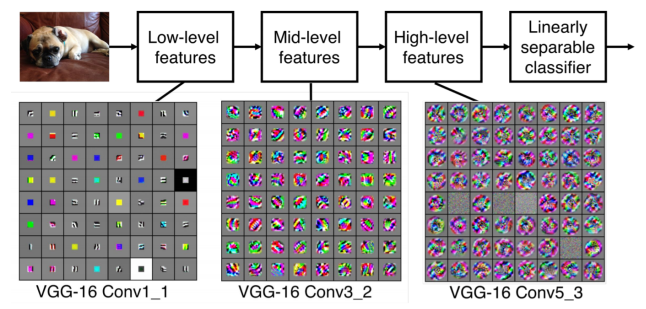 Low-level
features
Mid-level
features
High-level
features
Linearly
separable
classifier
VGG-16 Conv1_1
VGG-16 Conv3_2
VGG-16 Conv5_3